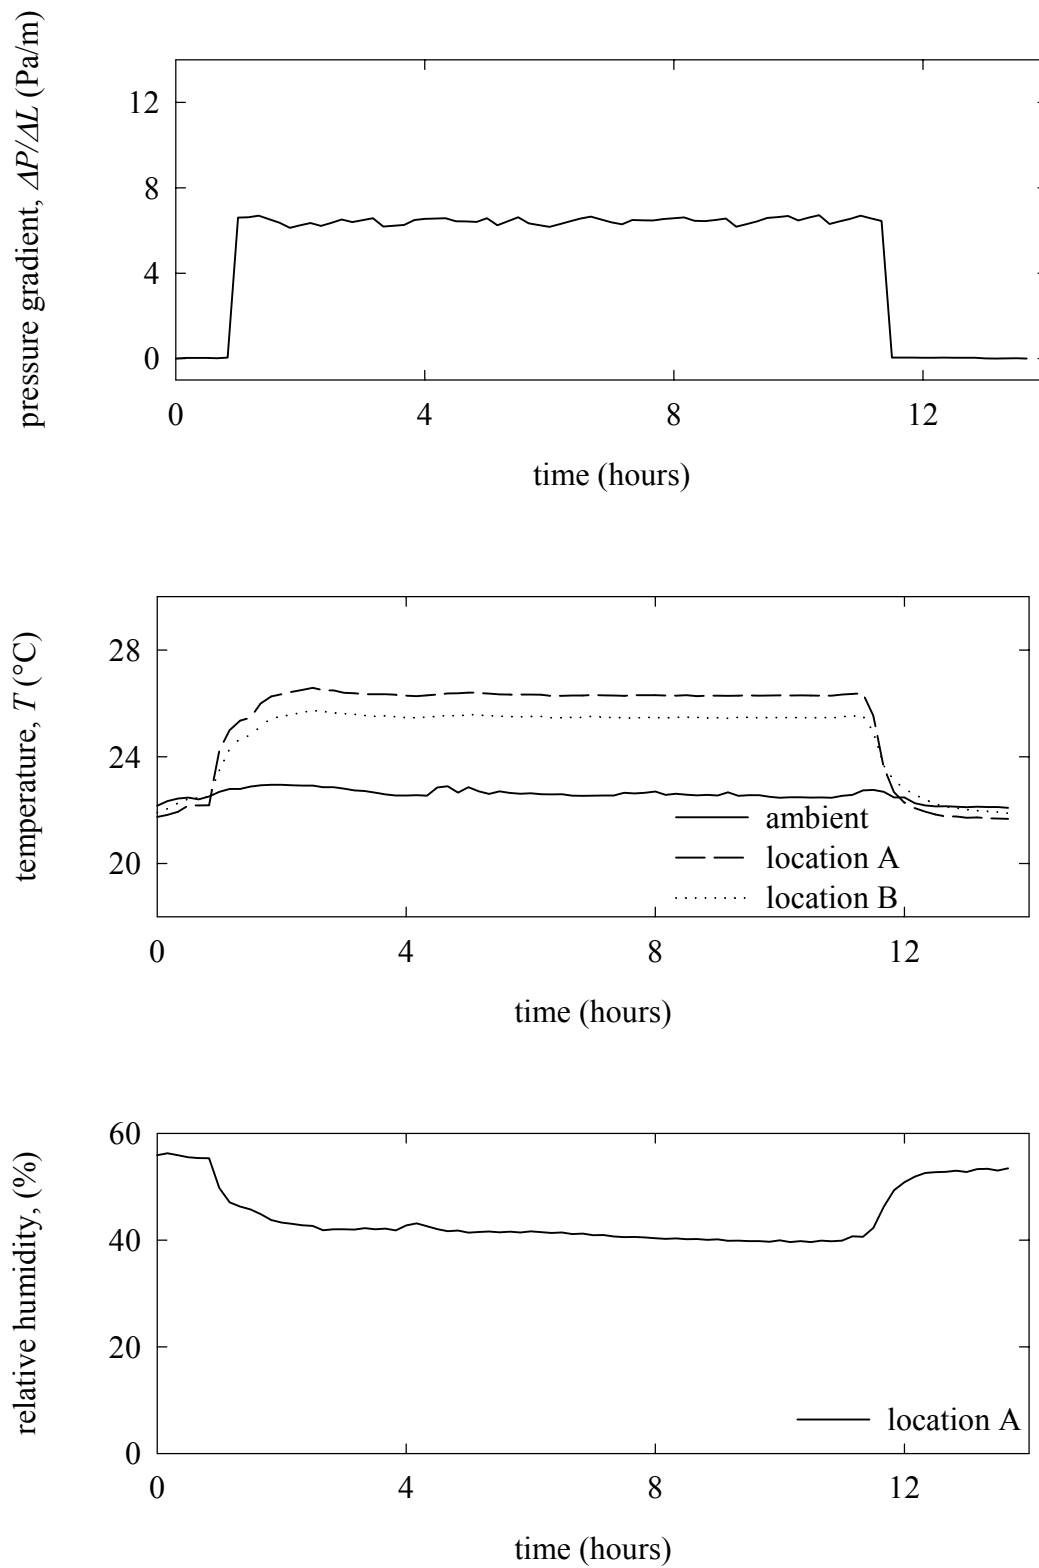 pressure gradient, ΔP/ΔL (Pa/m)
12
8
4
0
0 4 8 12
time (hours)
temperature, T (°C)
28
24
20
ambient
location A
location B
0 4 8 12
time (hours)
relative humidity, (%)
60
40
20
0
location A
0 4 8 12
time (hours)